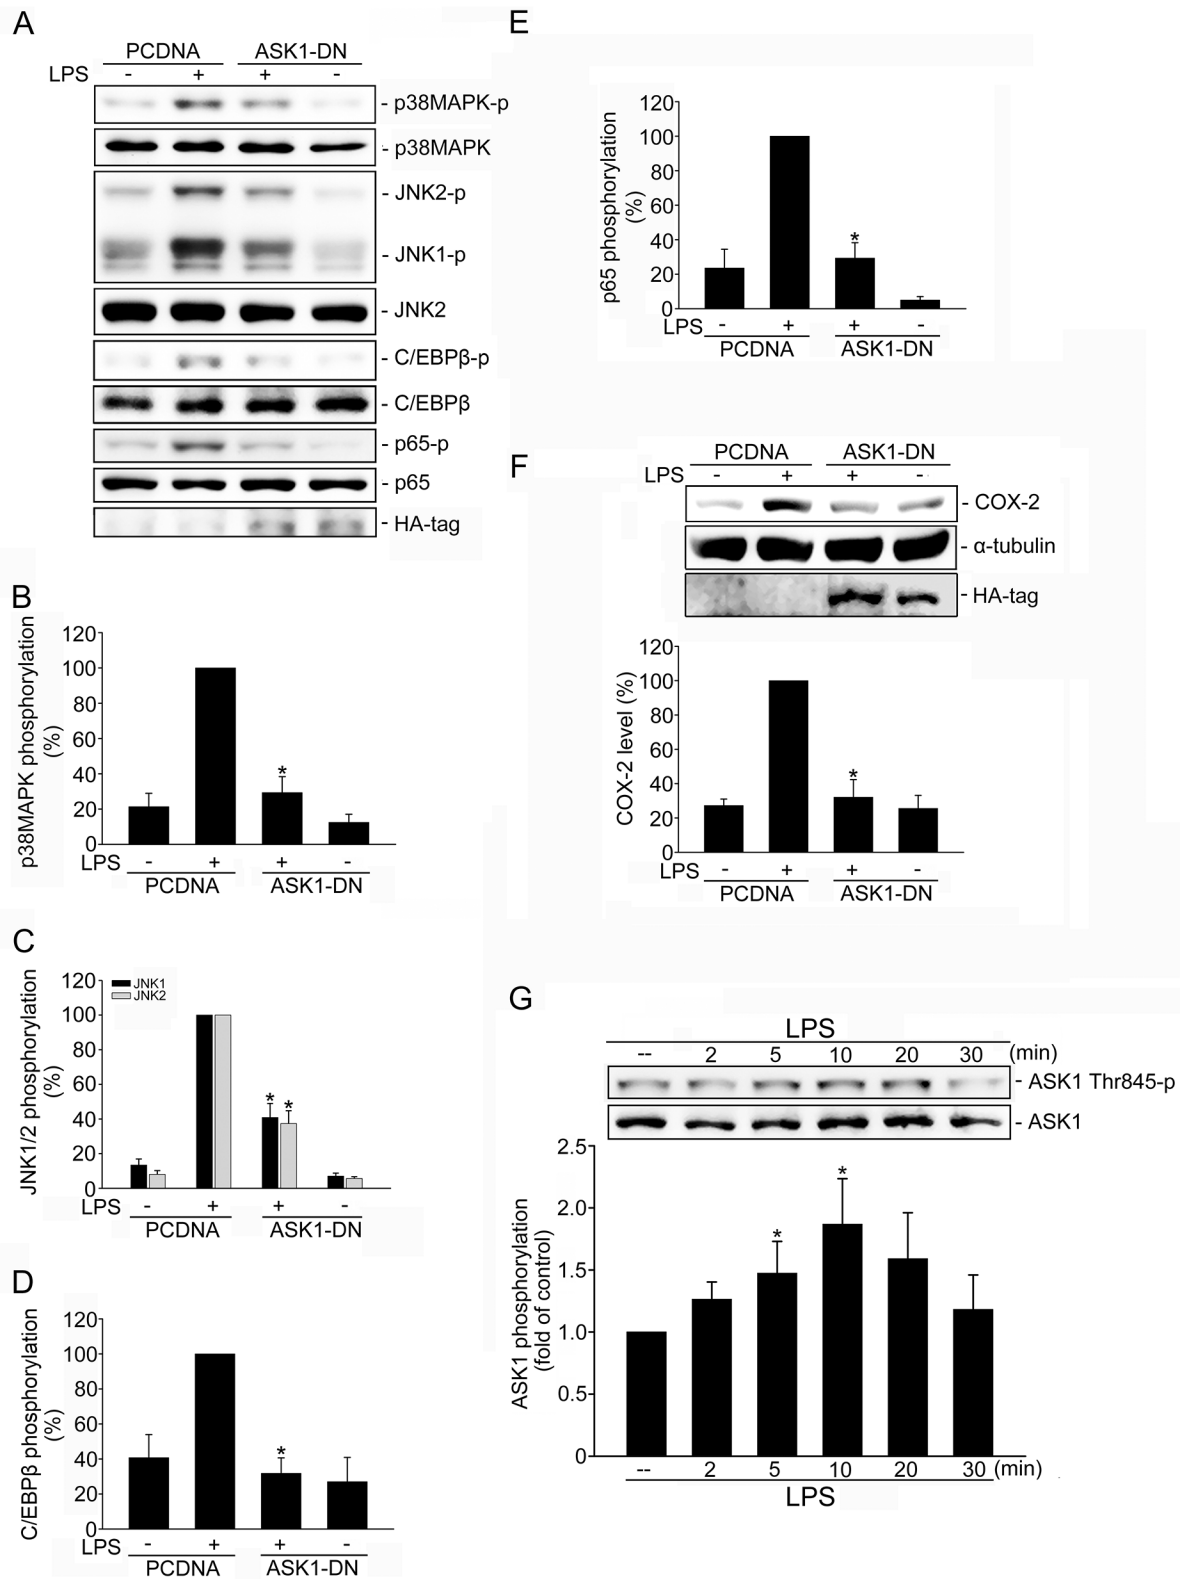 A
PCDNA ASK1-DN
LPS - + + -
- p38MAPK-p
- p38MAPK
- JNK2-p
- JNK1-p
- JNK2
- C/EBPβ-p
- C/EBPβ
- p65-p
- p65
- HA-tag
B
p38MAPK phosphorylation
(%)
120
100
80
60
40
20
0
*
LPS - + + -
PCDNA ASK1-DN
C
JNK1/2 phosphorylation
(%)
120
100
80
60
40
20
0
JNK1
JNK2
* *
LPS - + + -
PCDNA ASK1-DN
D
C/EBPβ phosphorylation
(%)
120
100
80
60
40
20
0
*
LPS - + + -
PCDNA ASK1-DN
E
p65 phosphorylation
(%)
120
100
80
60
40
20
0
*
LPS - + + -
PCDNA ASK1-DN
F
PCDNA ASK1-DN
LPS - + + -
- COX-2
- α-tubulin
- HA-tag
COX-2 level (%)
120
100
80
60
40
20
0
*
LPS - + + -
PCDNA ASK1-DN
G
LPS
-- 2 5 10 20 30 (min)
- ASK1 Thr845-p
- ASK1
ASK1 phosphorylation
(fold of control)
2.5
2.0
1.5
1.0
0.5
0
* *
-- 2 5 10 20 30 (min)
LPS